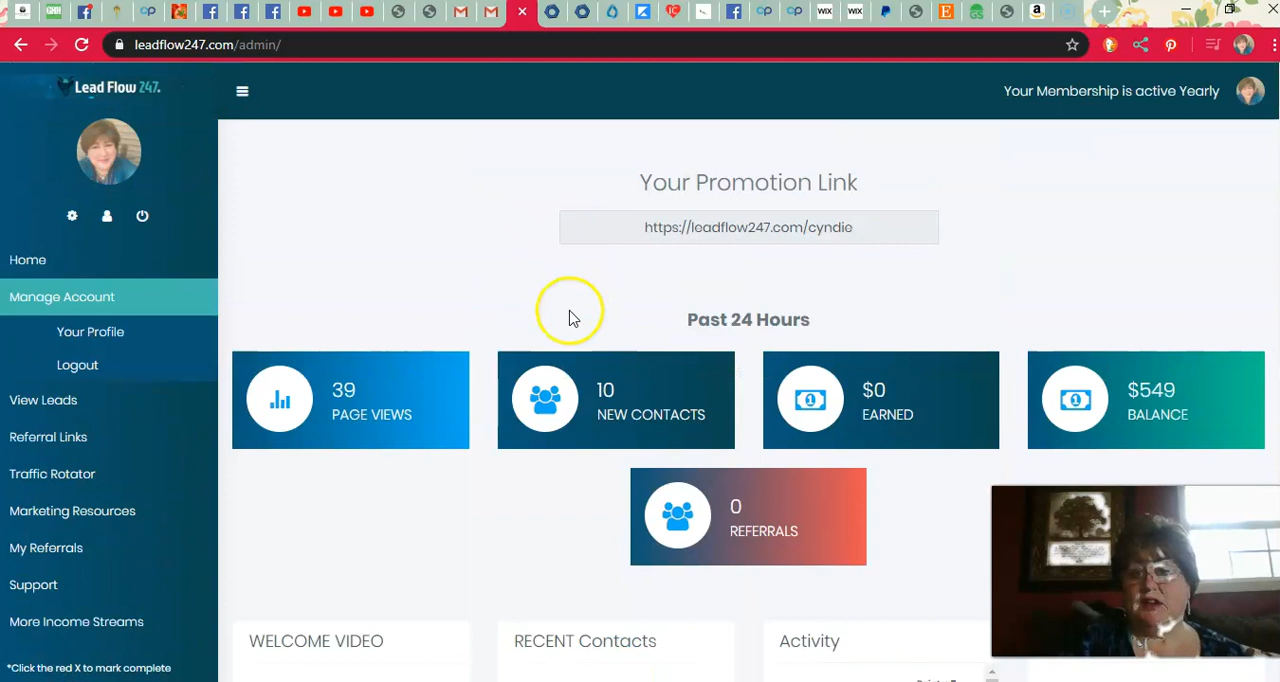 WIX
WIX
leadflow247.com/admin/
Lead Flow 247.
Your Membership is active Yearly
Home
Manage Account
Your Profile
Logout
View Leads
Referral Links
Traffic Rotator
Marketing Resources
My Referrals
Support
More Income Streams
*Click the red X to mark complete
Your Promotion Link
https://leadflow247.com/cyndie
Past 24 Hours
39
PAGE VIEWS
10
NEW CONTACTS
$0
EARNED
$549
BALANCE
0
REFERRALS
WELCOME VIDEO
RECENT Contacts
Activity